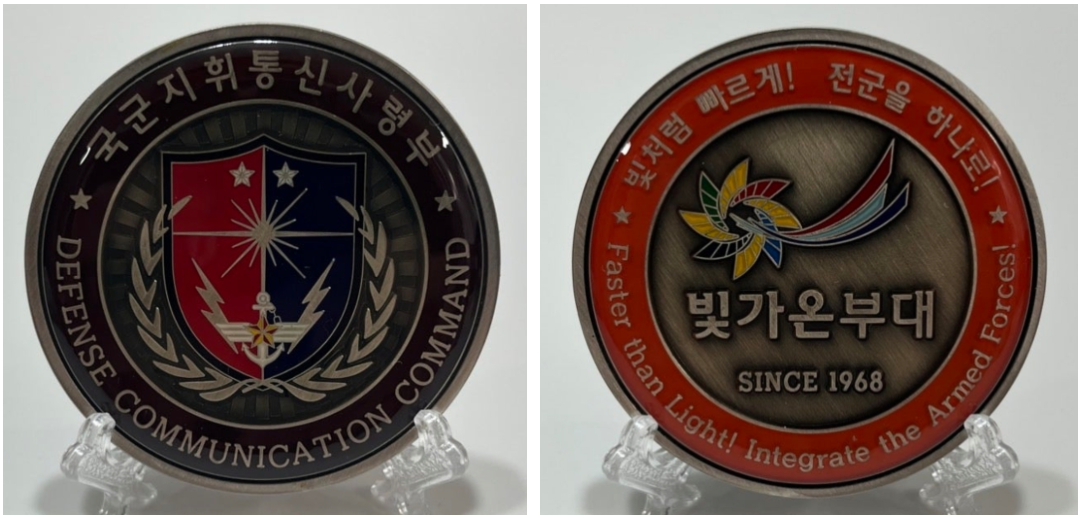 국군지휘통신사령부
DEFENSE COMMUNICATION COMMAND
빛처럼 빠르게! 전군을 하나로!
빛가온부대
SINCE 1968
Faster than Light! Integrate the Armed Forces!